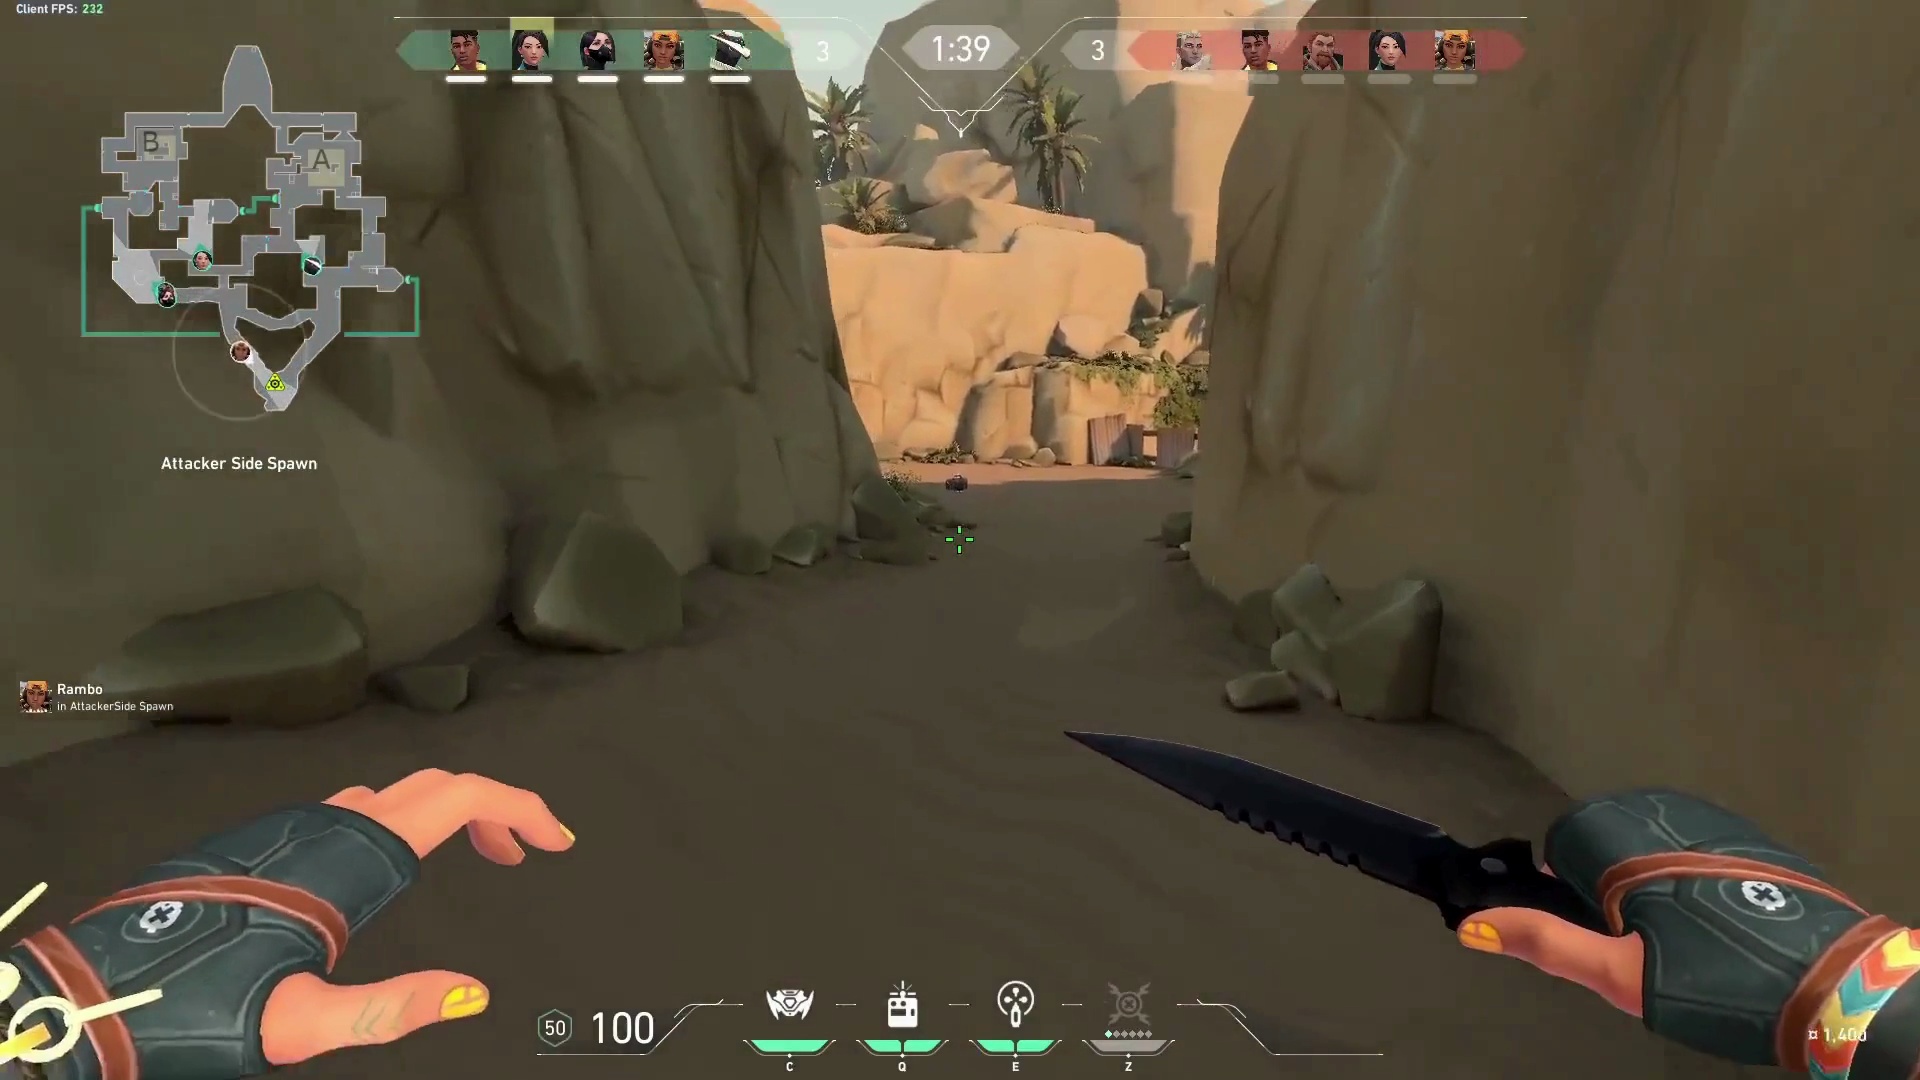 Client FPS: 232
3
1:39
3
B
A
Attacker Side Spawn
Rambo
in AttackerSide Spawn
50
100
C
Q
E
Z